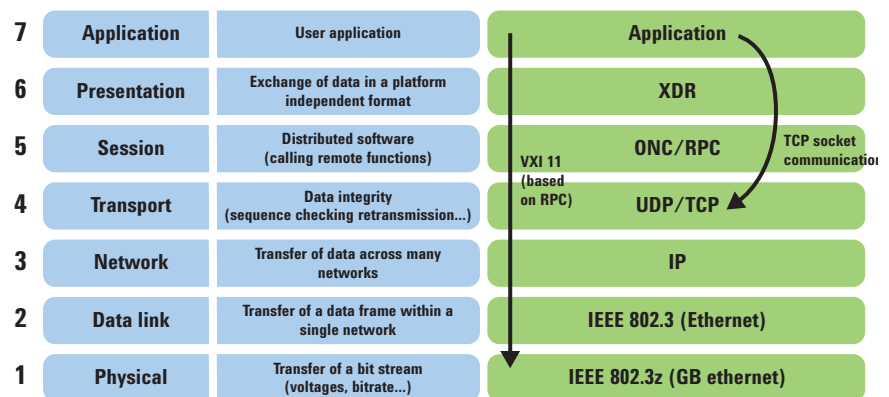 7 Application User application Application
6 Presentation Exchange of data in a platform
independent format XDR
5 Session Distributed software
(calling remote functions) ONC/RPC
TCP socket
communication
VXI 11
(based
on RPC)
4 Transport Data integrity
(sequence checking retransmission...) UDP/TCP
3 Network Transfer of data across many
networks IP
2 Data link Transfer of a data frame within a
single network IEEE 802.3 (Ethernet)
1 Physical Transfer of a bit stream
(voltages, bitrate...) IEEE 802.3z (GB ethernet)